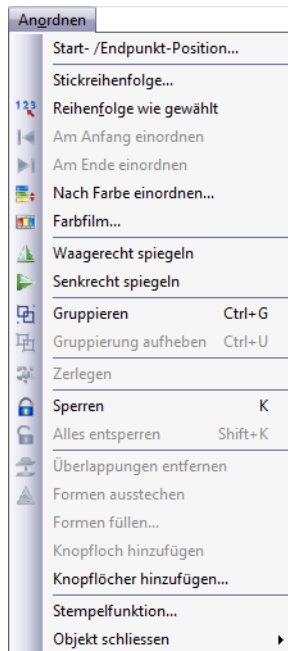 Anordnen
Start- /Endpunkt-Position...
Stickreihenfolge...
123 Reihenfolge wie gewählt
Am Anfang einordnen
Am Ende einordnen
Nach Farbe einordnen...
Farbfilm...
Waagerecht spiegeln
Senkrecht spiegeln
Gruppieren Ctrl+G
Gruppierung aufheben Ctrl+U
Zerlegen
Sperren K
Alles entsperren Shift+K
Überlappungen entfernen
Formen ausstechen
Formen füllen...
Knopfloch hinzufügen
Knopflöcher hinzufügen...
Stempelfunktion...
Objekt schliessen